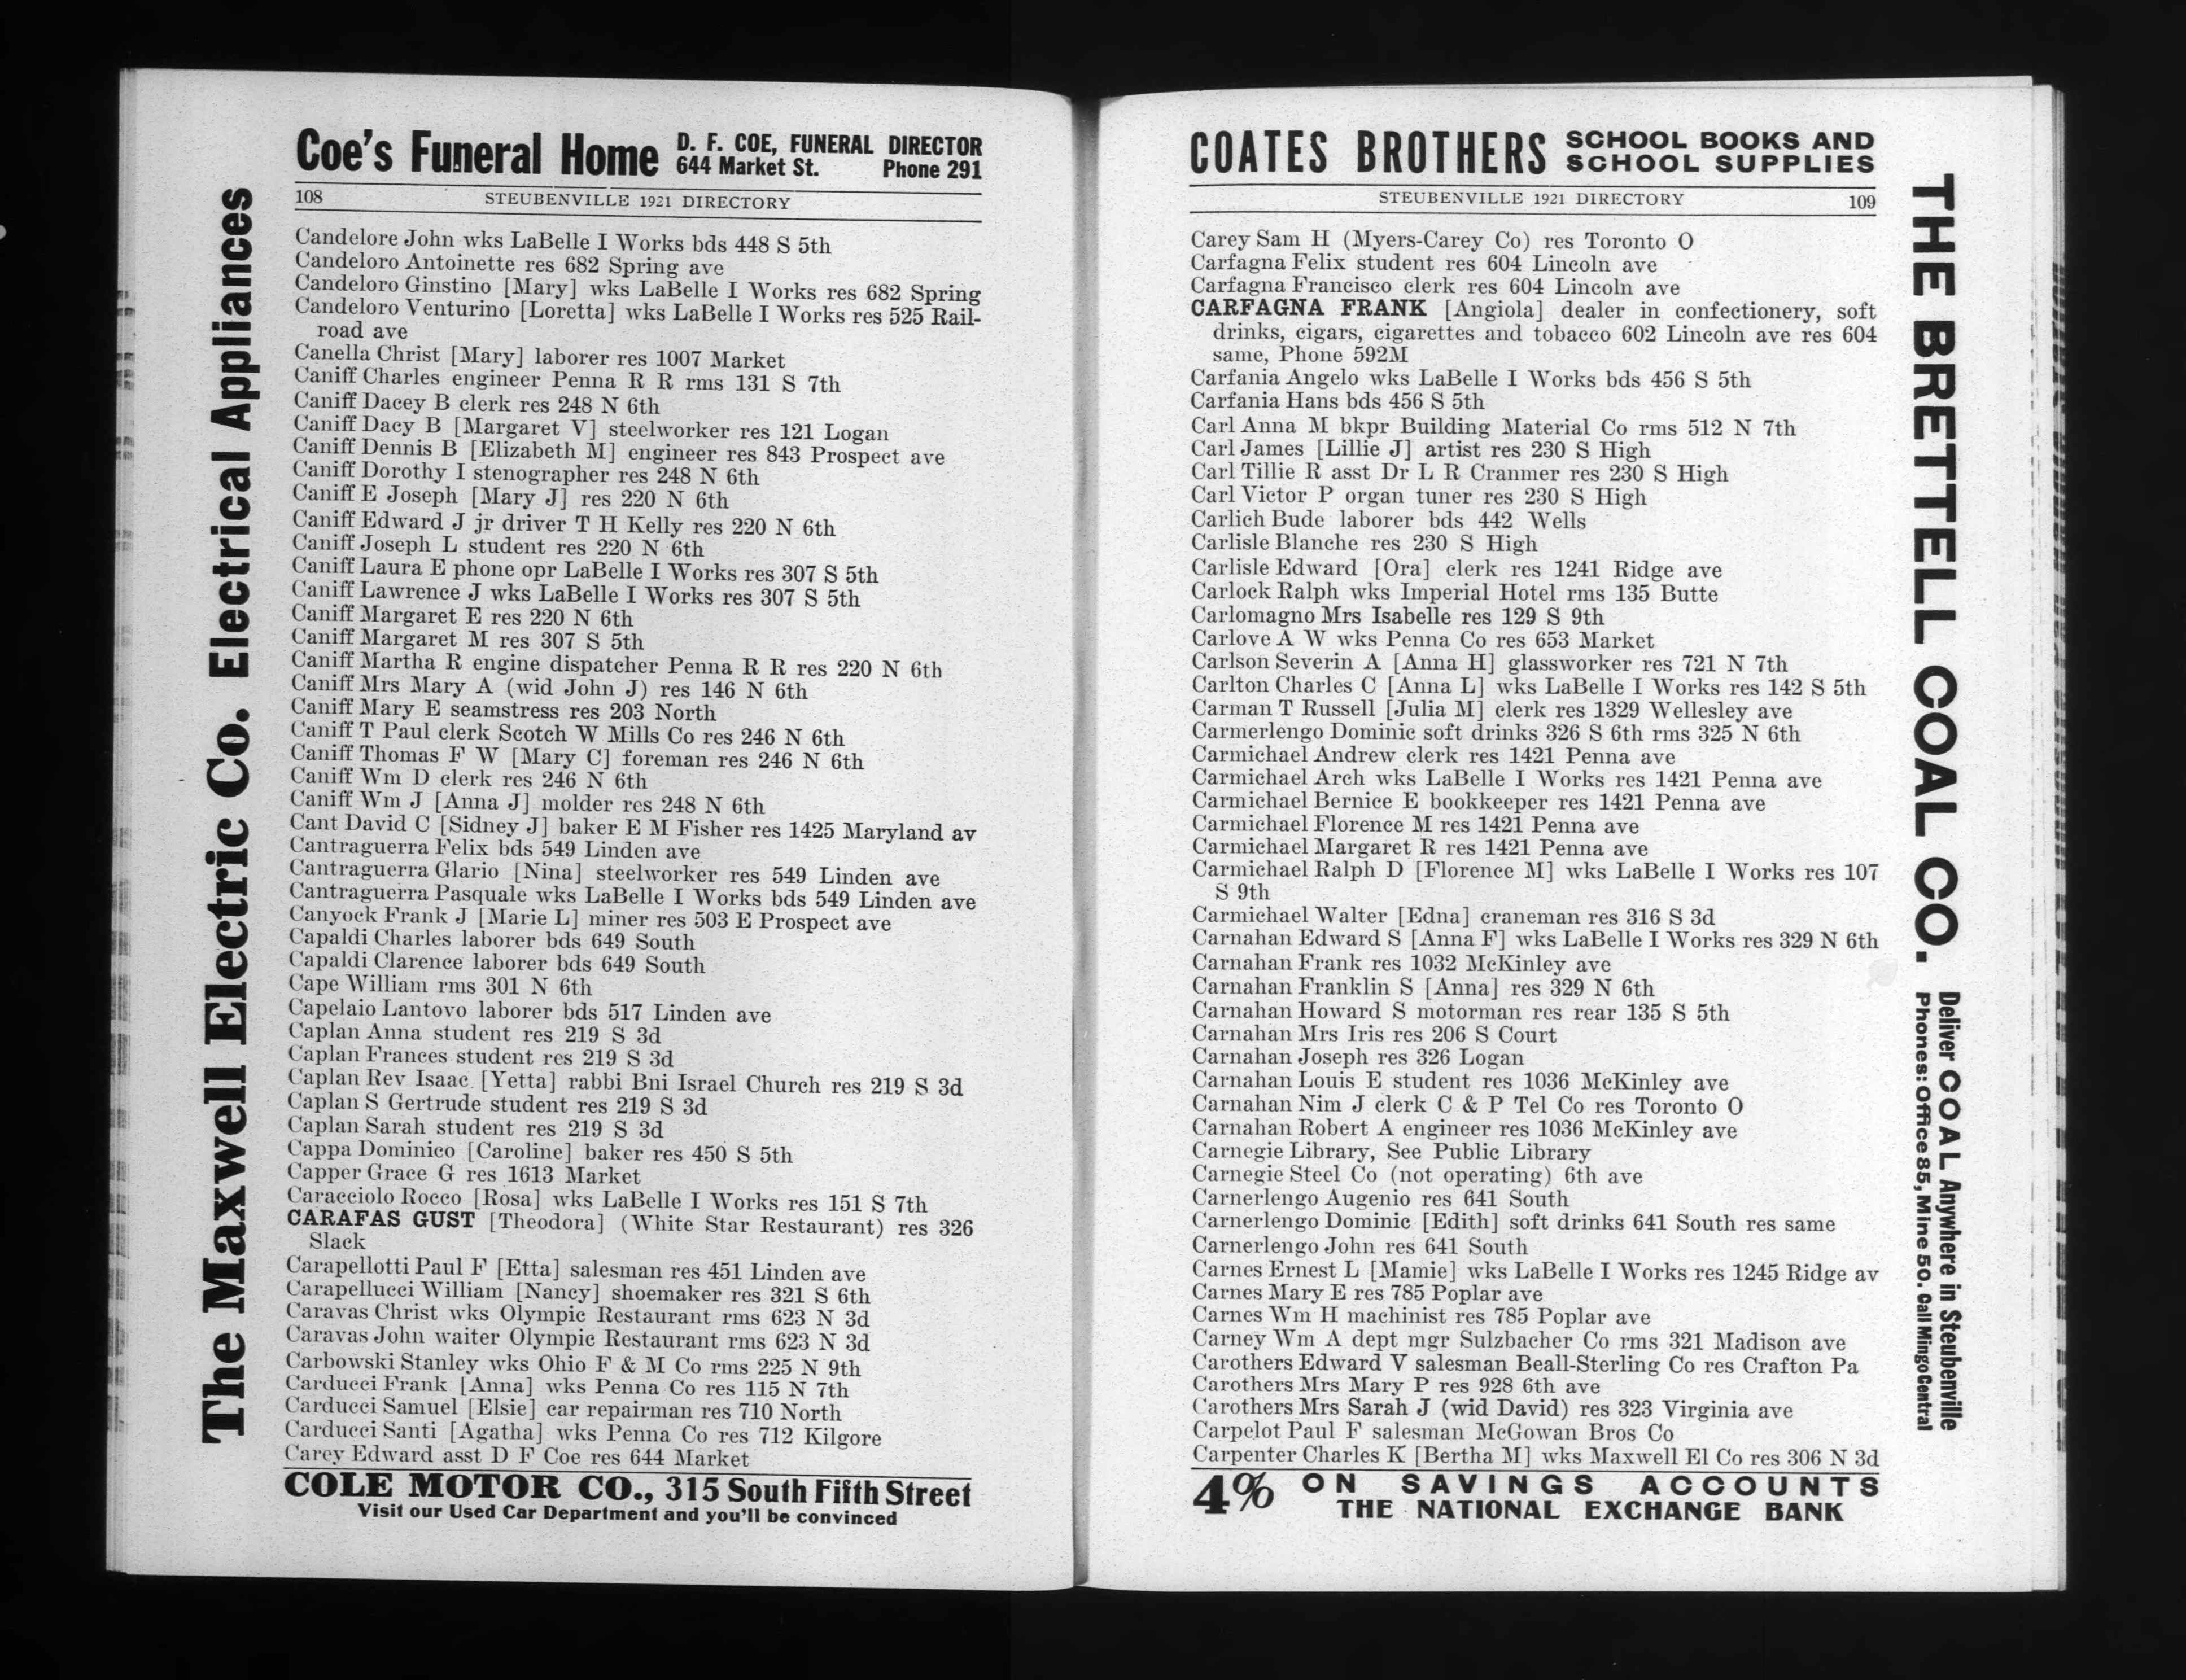 Coe's Funeral Home D. F. COE, FUNERAL DIRECTOR
644 Market St. Phone 291
108 STEUBENVILLE 1921 DIRECTORY
The Maxwell Electric Co. Electrical Appliances
Candelore John wks LaBelle I Works bds 448 S 5th
Candeloro Antoinette res 682 Spring ave
Candeloro Ginstino [Mary] wks LaBelle I Works res 682 Spring
Candeloro Venturino [Loretta] wks LaBelle I Works res 525 Rail-
road ave
Canella Christ [Mary] laborer res 1007 Market
Caniff Charles engineer Penna R R rms 131 S 7th
Caniff Dacey B clerk res 248 N 6th
Caniff Dacy B [Margaret V] steelworker res 121 Logan
Caniff Dennis B [Elizabeth M] engineer res 843 Prospect ave
Caniff Dorothy I stenographer res 248 N 6th
Caniff E Joseph [Mary J] res 220 N 6th
Caniff Edward J jr driver T H Kelly res 220 N 6th
Caniff Joseph L student res 220 N 6th
Caniff Laura E phone opr LaBelle I Works res 307 S 5th
Caniff Lawrence J wks LaBelle I Works res 307 S 5th
Caniff Margaret E res 220 N 6th
Caniff Margaret M res 307 S 5th
Caniff Martha R engine dispatcher Penna R R res 220 N 6th
Caniff Mrs Mary A (wid John J) res 146 N 6th
Caniff Mary E seamstress res 203 North
Caniff T Paul clerk Scotch W Mills Co res 246 N 6th
Caniff Thomas F W [Mary C] foreman res 246 N 6th
Caniff Wm D clerk res 246 N 6th
Caniff Wm J [Anna J] molder res 248 N 6th
Cant David C [Sidney J] baker E M Fisher res 1425 Maryland av
Cantraguerra Felix bds 549 Linden ave
Cantraguerra Glario [Nina] steelworker res 549 Linden ave
Cantraguerra Pasquale wks LaBelle I Works bds 549 Linden ave
Canyock Frank J [Marie L] miner res 503 E Prospect ave
Capaldi Charles laborer bds 649 South
Capaldi Clarence laborer bds 649 South
Cape William rms 301 N 6th
Capelaio Lantovo laborer bds 517 Linden ave
Caplan Anna student res 219 S 3d
Caplan Frances student res 219 S 3d
Caplan Rev Isaac [Yetta] rabbi Bni Israel Church res 219 S 3d
Caplan S Gertrude student res 219 S 3d
Caplan Sarah student res 219 S 3d
Cappa Dominico [Caroline] baker res 450 S 5th
Capper Grace G res 1613 Market
Caracciolo Rocco [Rosa] wks LaBelle I Works res 151 S 7th
CARAFAS GUST [Theodora] (White Star Restaurant) res 326
Slack
Carapellotti Paul F [Etta] salesman res 451 Linden ave
Carapellucci William [Nancy] shoemaker res 321 S 6th
Caravas Christ wks Olympic Restaurant rms 623 N 3d
Caravas John waiter Olympic Restaurant rms 623 N 3d
Carbowski Stanley wks Ohio F & M Co rms 225 N 9th
Carducci Frank [Anna] wks Penna Co res 115 N 7th
Carducci Samuel [Elsie] car repairman res 710 North
Carducci Santi [Agatha] wks Penna Co res 712 Kilgore
Carey Edward asst D F Coe res 644 Market
COLE MOTOR CO., 315 South Fifth Street
Visit our Used Car Department and you'll be convinced
COATES BROTHERS SCHOOL BOOKS AND
SCHOOL SUPPLIES
STEUBENVILLE 1921 DIRECTORY 109
Carey Sam H (Myers-Carey Co) res Toronto O
Carfagna Felix student res 604 Lincoln ave
Carfagna Francisco clerk res 604 Lincoln ave
CARFAGNA FRANK [Angiola] dealer in confectionery, soft
drinks, cigars, cigarettes and tobacco 602 Lincoln ave res 604
same, Phone 592M
Carfania Angelo wks LaBelle I Works bds 456 S 5th
Carfania Hans bds 456 S 5th
Carl Anna M bkpr Building Material Co rms 512 N 7th
Carl James [Lillie J] artist res 230 S High
Carl Tillie R asst Dr L R Cranmer res 230 S High
Carl Victor P organ tuner res 230 S High
Carlich Bude laborer bds 442 Wells
Carlisle Blanche res 230 S High
Carlisle Edward [Ora] clerk res 1241 Ridge ave
Carlock Ralph wks Imperial Hotel rms 135 Butte
Carlomagno Mrs Isabelle res 129 S 9th
Carlove A W wks Penna Co res 653 Market
Carlson Severin A [Anna H] glassworker res 721 N 7th
Carlton Charles C [Anna L] wks LaBelle I Works res 142 S 5th
Carman T Russell [Julia M] clerk res 1329 Wellesley ave
Carmerlengo Dominic soft drinks 326 S 6th rms 325 N 6th
Carmichael Andrew clerk res 1421 Penna ave
Carmichael Arch wks LaBelle I Works res 1421 Penna ave
Carmichael Bernice E bookkeeper res 1421 Penna ave
Carmichael Florence M res 1421 Penna ave
Carmichael Margaret R res 1421 Penna ave
Carmichael Ralph D [Florence M] wks LaBelle I Works res 107
S 9th
Carmichael Walter [Edna] craneman res 316 S 3d
Carnahan Edward S [Anna F] wks LaBelle I Works res 329 N 6th
Carnahan Frank res 1032 McKinley ave
Carnahan Franklin S [Anna] res 329 N 6th
Carnahan Howard S motorman res rear 135 S 5th
Carnahan Mrs Iris res 206 S Court
Carnahan Joseph res 326 Logan
Carnahan Louis E student res 1036 McKinley ave
Carnahan Nim J clerk C & P Tel Co res Toronto O
Carnahan Robert A engineer res 1036 McKinley ave
Carnegie Library, See Public Library
Carnegie Steel Co (not operating) 6th ave
Carnerlengo Augenio res 641 South
Carnerlengo Dominic [Edith] soft drinks 641 South res same
Carnerlengo John res 641 South
Carnes Ernest L [Mamie] wks LaBelle I Works res 1245 Ridge av
Carnes Mary E res 785 Poplar ave
Carnes Wm H machinist res 785 Poplar ave
Carney Wm A dept mgr Sulzbacher Co rms 321 Madison ave
Carothers Edward V salesman Beall-Sterling Co res Crafton Pa
Carothers Mrs Mary P res 928 6th ave
Carothers Mrs Sarah J (wid David) res 323 Virginia ave
Carpelot Paul F salesman McGowan Bros Co
Carpenter Charles K [Bertha M] wks Maxwell El Co res 306 N 3d
4% ON SAVINGS ACCOUNTS
THE NATIONAL EXCHANGE BANK
THE BRETTELL COAL CO.
Deliver COAL Anywhere in Steubenville
Phones: Office 85, Mine 50. Call Mingo Central